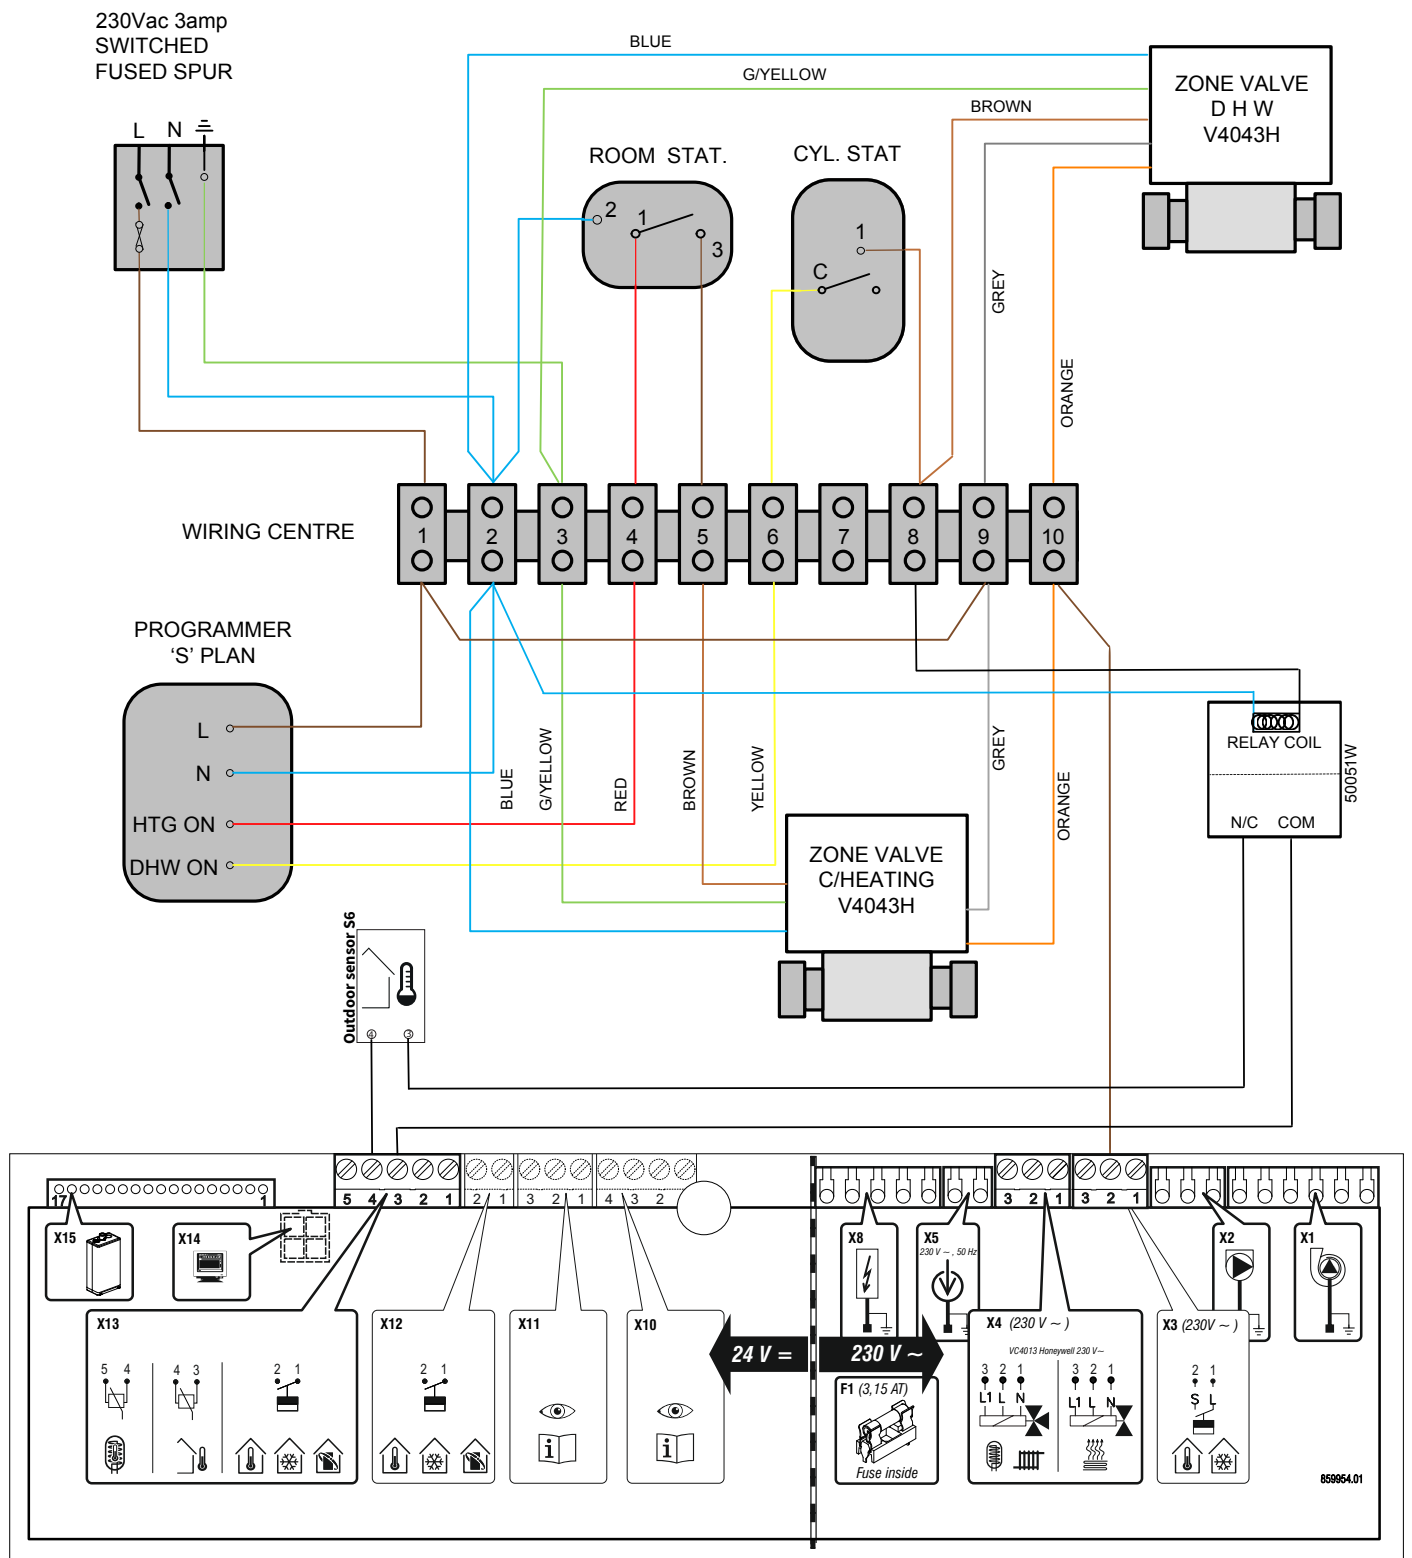 230Vac 3amp
SWITCHED
FUSED SPUR
L N
BLUE
G/YELLOW
BROWN
ZONE VALVE
D H W
V4043H
ROOM STAT.
2
1
3
CYL. STAT
1
C
GREY
ORANGE
WIRING CENTRE
1 2 3 4 5 6 7 8 9 10
PROGRAMMER
‘S’ PLAN
L
N
HTG ON
DHW ON
BLUE
G/YELLOW
RED
BROWN
YELLOW
GREY
ORANGE
RELAY COIL
N/C COM
50051W
ZONE VALVE
C/HEATING
V4043H
Outdoor sensor S6
4 3
17 1
5 4 3 2 1
2 1
3 2 1
4 3 2
3 2 1
3 2 1
X15
X14
X8
X5
230 V ~ , 50 Hz
X2
X1
X13
5 4
4 3
2 1
X12
2 1
X11
i
X10
i
24 V =
230 V ~
F1 (3,15 AT)
Fuse inside
X4 (230 V ~ )
VC4013 Honeywell 230 V~
3 2 1
L1 L N
3 2 1
L1 L N
X3 (230V ~ )
2 1
S L
859954.01